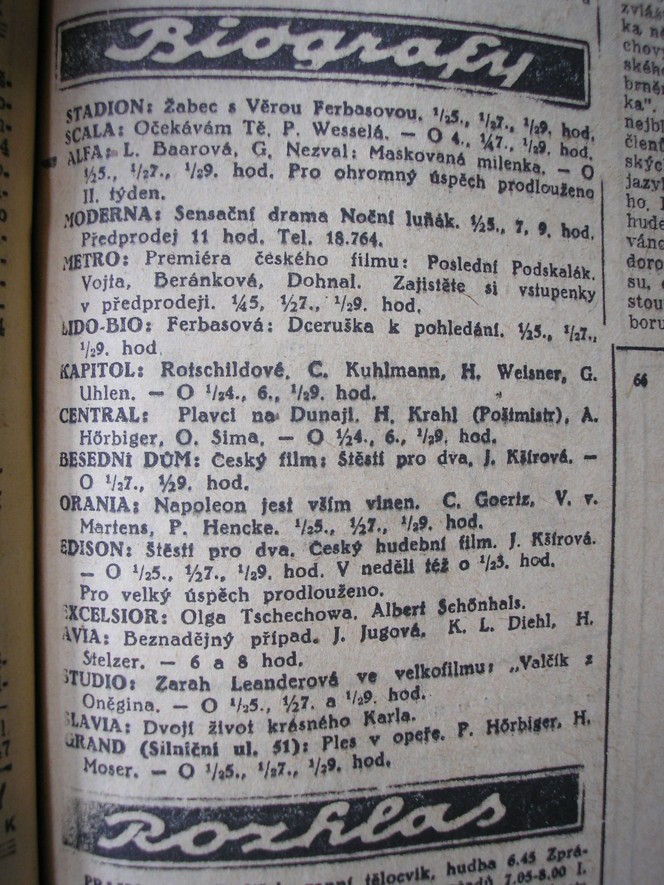 Biografy
STADION: Žabec s Věrou Ferbasovou. ½5., ½7., ½9. hod.
SCALA: Očekávám Tě. P. Wesselá. — O 4., ¼7., ½9. hod.
ALFA: L. Baarová, G. Nezval: Maskovaná milenka. — O
½5., ½7., ½9. hod. Pro ohromný úspěch prodlouženo
II. týden.
MODERNA: Sensační drama Noční luňák. ½5., 7, 9. hod.
Předprodej 11 hod. Tel. 18.764.
METRO: Premiéra českého filmu: Poslední Podskalák.
Vojta, Beránková, Dohnal. Zajistěte si vstupenky
v předprodeji. ¼5, ½7., ½9. hod.
LIDO-BIO: Ferbasová: Dceruška k pohledání. ½5., ½7.,
½9. hod.
KAPITOL: Rotschildové. C. Kuhlmann, H. Weisner, G.
Uhlen. — O ½4., 6., ½9. hod.
CENTRAL: Plavci na Dunaji. H. Krahl (Pošimistr), A.
Hörbiger, O. Sima. — O ½4., 6., ½9. hod.
BESEDNÍ DŮM: Český film: Štěstí pro dva. J. Kšírová. —
O ½7., ½9. hod.
ORANIA: Napoleon jest vším vinen. C. Goertz, V. v.
Martens, P. Hencke. ½5., ½7., ½9. hod.
EDISON: Štěstí pro dva. Český hudební film. J. Kšírová.
— O ½5., ½7., ½9. hod. V neděli též o ½3. hod.
Pro velký úspěch prodlouženo.
EXCELSIOR: Olga Tschechowa, Albert Schönhals.
AVIA: Beznadějný případ. J. Jugová, K. L. Diehl, H.
Stelzer. — 6 a 8 hod.
STUDIO: Zarah Leanderová ve velkofilmu: „Valčík z
Oněgina. — O ½5., ½7. a ½9. hod.
SLAVIA: Dvojí život krásného Karla.
GRAND (Silniční ul. 51): Ples v opeře. P. Hörbiger, H.
Moser. — O ½5., ½7., ½9. hod.
Rozhlas
tělocvik, hudba 6.45 Zprá-
7.05-8.00 I.
66